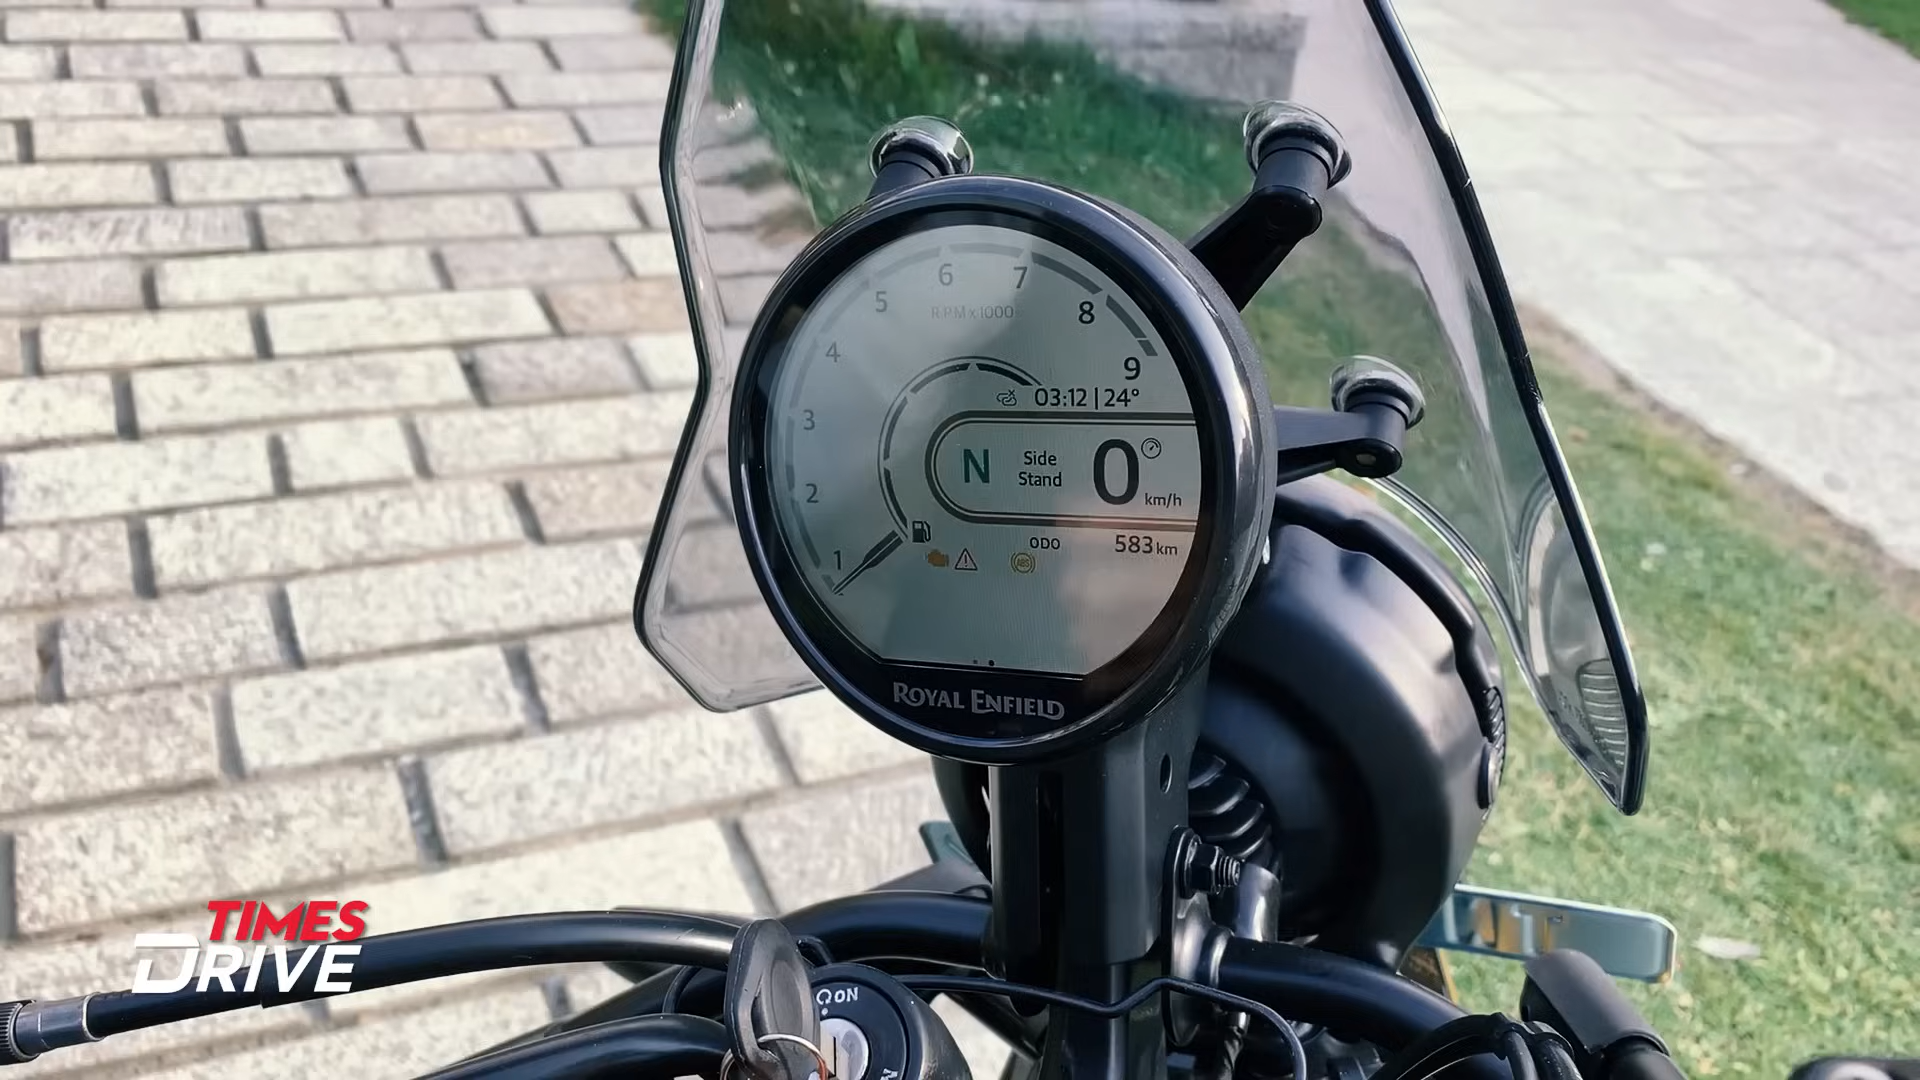 6
7
5
8
RPM x 1000
4
9
03:12 | 24°
3
N
Side
Stand
0
km/h
2
ODO
583 km
1
ABS
ROYAL ENFIELD
TIMES
DRIVE
ON